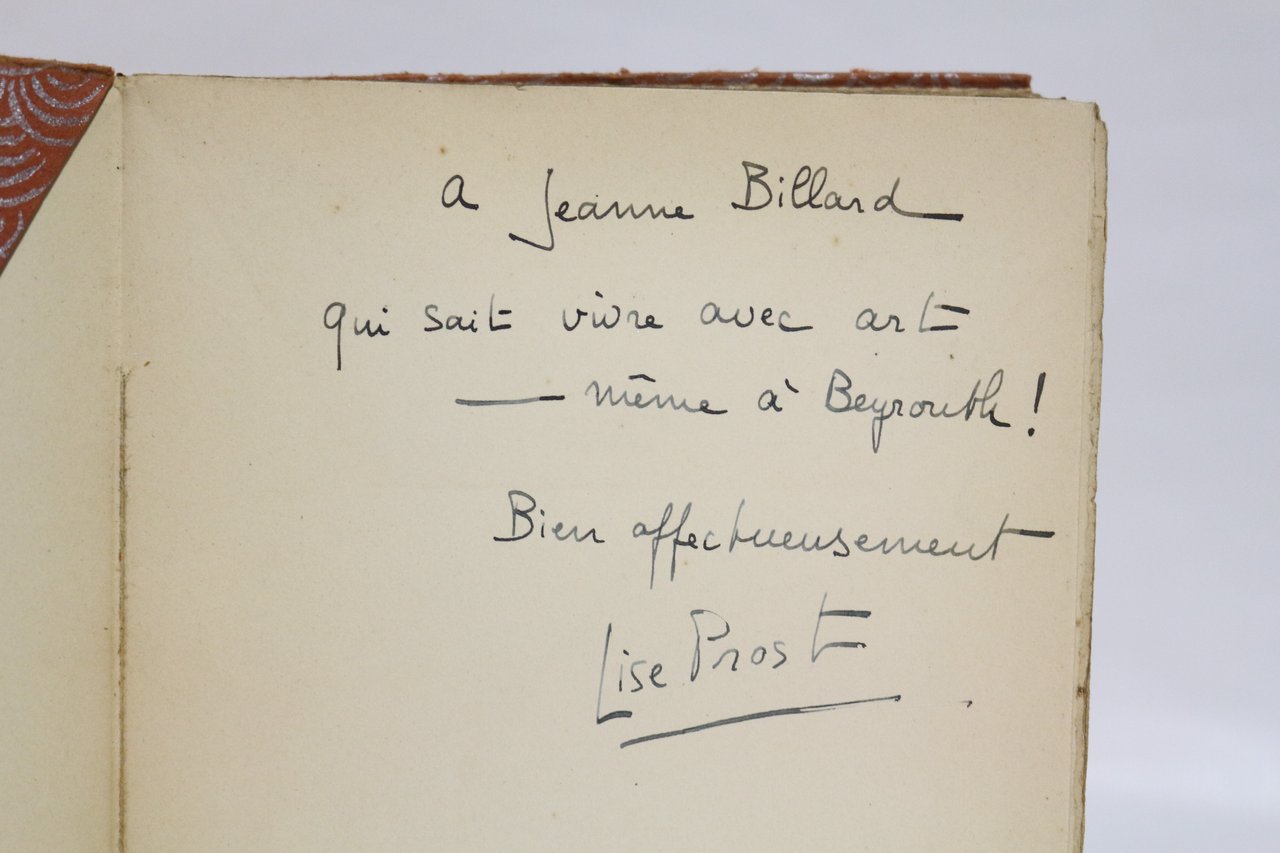 a Jeanne Billard
qui sait vivre avec art
— même à Beyrouth !
Bien affectueusement
Lise Prost